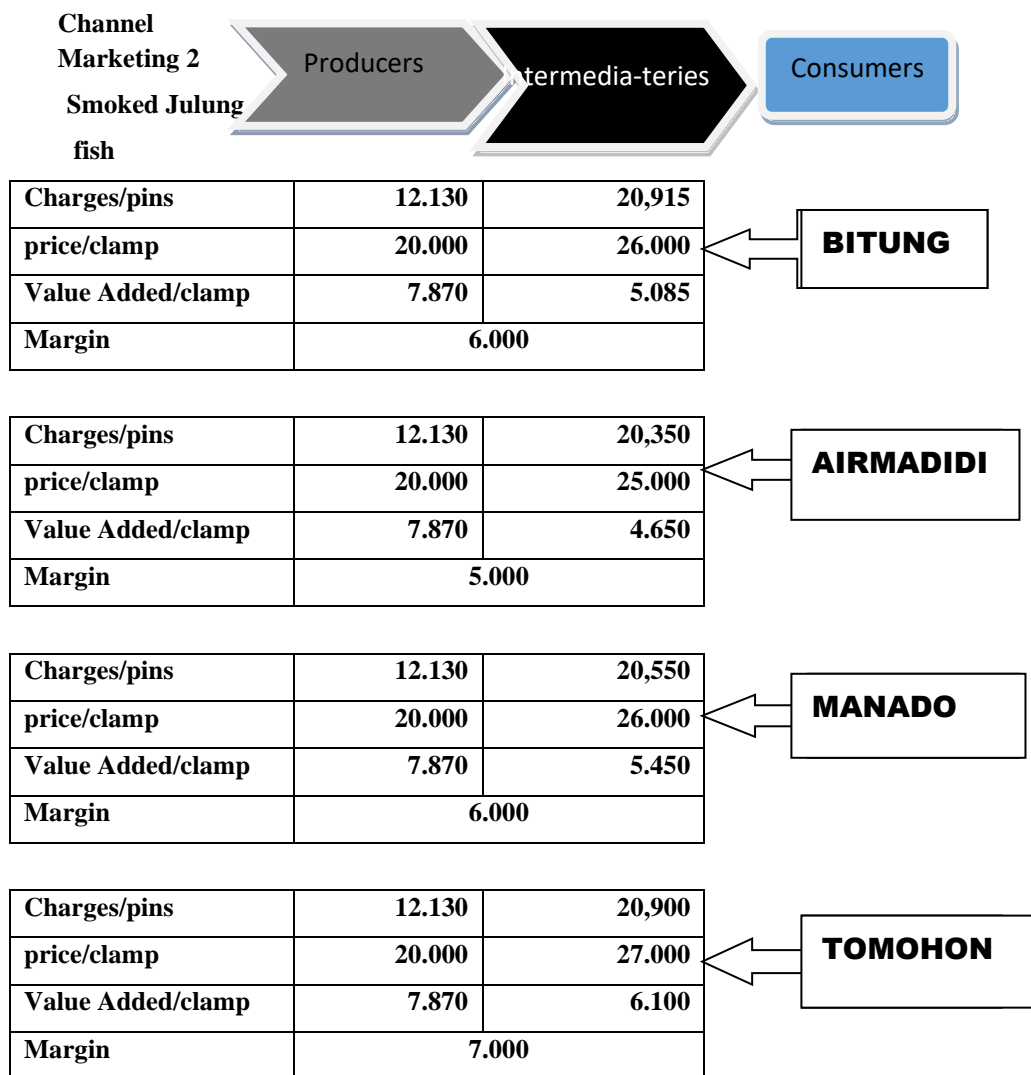 Channel
Marketing 2
Smoked Julung
fish
Producers
ntermedia-teries
Consumers
Charges/pins 12.130 20,915
price/clamp 20.000 26.000
Value Added/clamp 7.870 5.085
Margin 6.000
BITUNG
Charges/pins 12.130 20,350
price/clamp 20.000 25.000
Value Added/clamp 7.870 4.650
Margin 5.000
AIRMADIDI
Charges/pins 12.130 20,550
price/clamp 20.000 26.000
Value Added/clamp 7.870 5.450
Margin 6.000
MANADO
Charges/pins 12.130 20,900
price/clamp 20.000 27.000
Value Added/clamp 7.870 6.100
Margin 7.000
TOMOHON